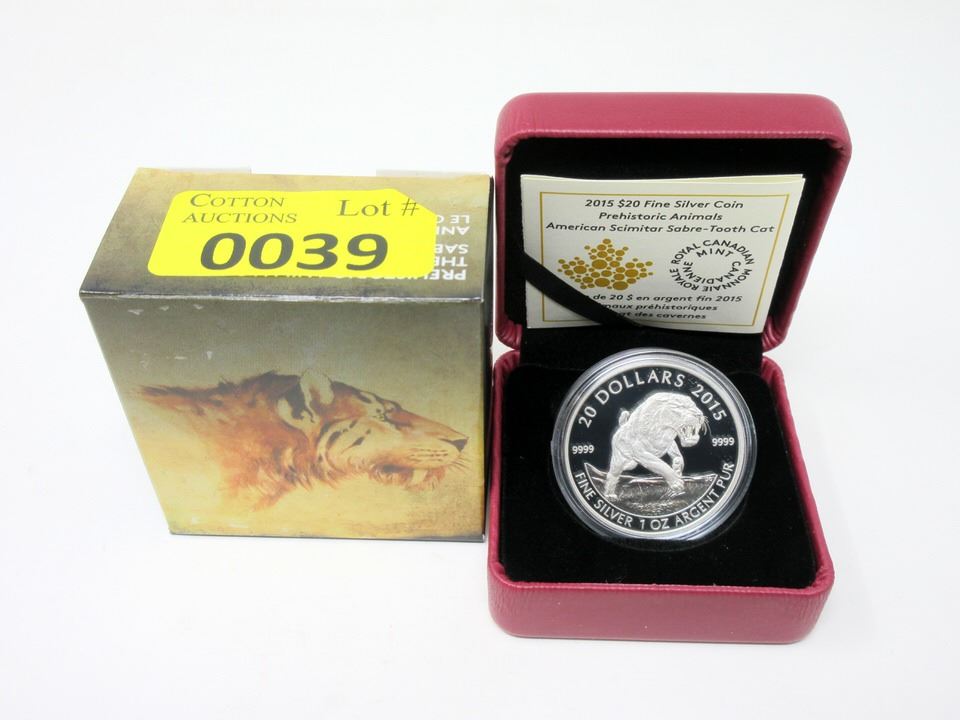 COTTON
AUCTIONS
Lot #
0039
2015 $20 Fine Silver Coin
Prehistoric Animals
American Scimitar Sabre-Tooth Cat
ROYAL CANADIAN MINT
MONNAIE ROYALE CANADIENNE
de 20 $ en argent fin 2015
préhistoriques
des cavernes
20 DOLLARS 2015
9999
9999
FINE SILVER 1 OZ ARGENT PUR